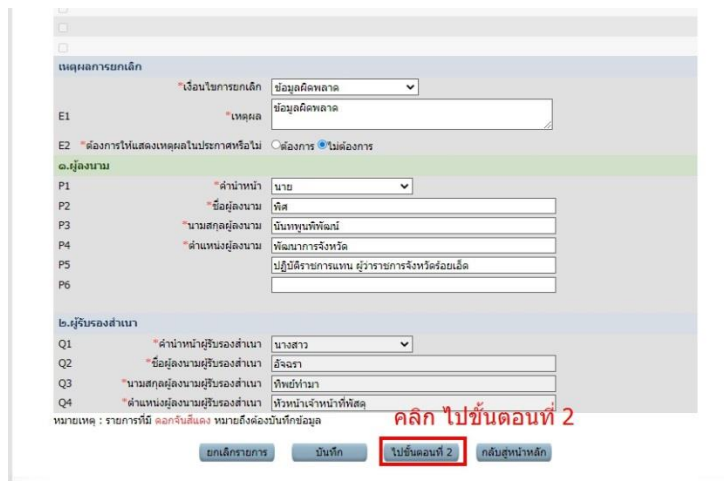 เหตุผลการยกเลิก
*เงื่อนไขการยกเลิก ข้อมูลผิดพลาด
E1 *เหตุผล ข้อมูลผิดพลาด
E2 *ต้องการให้แสดงเหตุผลในประกาศหรือไม่ ต้องการ ไม่ต้องการ
๑.ผู้ลงนาม
P1 *คำนำหน้า นาย
P2 *ชื่อผู้ลงนาม พิศ
P3 *นามสกุลผู้ลงนาม นันทพูนพิพัฒน์
P4 *ตำแหน่งผู้ลงนาม พัฒนาการจังหวัด
P5 ปฏิบัติราชการแทน ผู้ว่าราชการจังหวัดร้อยเอ็ด
P6
๒.ผู้รับรองสำเนา
Q1 *คำนำหน้าผู้รับรองสำเนา นางสาว
Q2 *ชื่อผู้ลงนามผู้รับรองสำเนา อัจฉรา
Q3 *นามสกุลผู้ลงนามผู้รับรองสำเนา ทิพย์ทำมา
Q4 *ตำแหน่งผู้ลงนามผู้รับรองสำเนา หัวหน้าเจ้าหน้าที่พัสดุ
หมายเหตุ : รายการที่มี ดอกจันสีแดง หมายถึงต้องบันทึกข้อมูล
คลิก ไปขั้นตอนที่ 2
ยกเลิกรายการ บันทึก ไปขั้นตอนที่ 2 กลับสู่หน้าหลัก